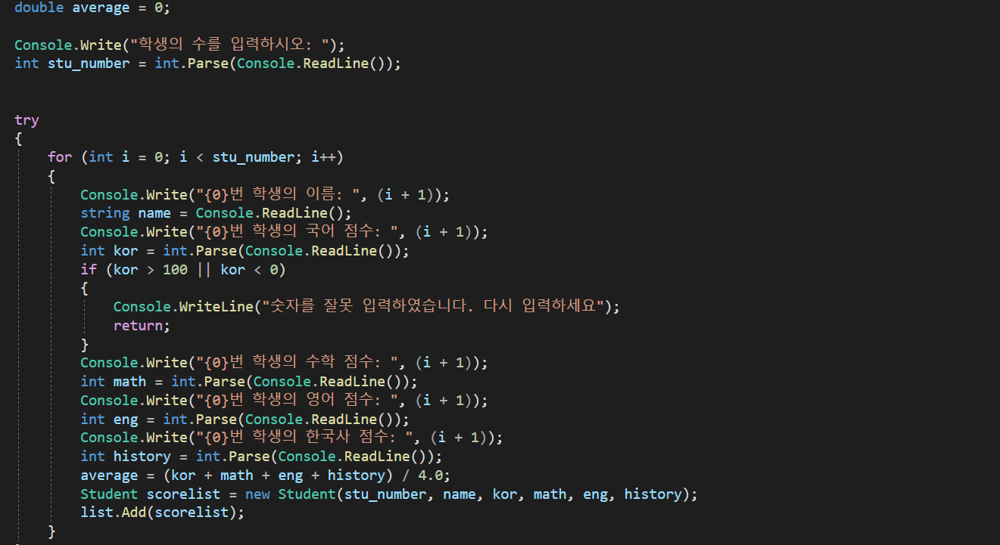 double average = 0;
Console.Write("학생의 수를 입력하시오: ");
int stu_number = int.Parse(Console.ReadLine());
try
{
for (int i = 0; i < stu_number; i++)
{
Console.Write("{0}번 학생의 이름: ", (i + 1));
string name = Console.ReadLine();
Console.Write("{0}번 학생의 국어 점수: ", (i + 1));
int kor = int.Parse(Console.ReadLine());
if (kor > 100 || kor < 0)
{
Console.WriteLine("숫자를 잘못 입력하였습니다. 다시 입력하세요");
return;
}
Console.Write("{0}번 학생의 수학 점수: ", (i + 1));
int math = int.Parse(Console.ReadLine());
Console.Write("{0}번 학생의 영어 점수: ", (i + 1));
int eng = int.Parse(Console.ReadLine());
Console.Write("{0}번 학생의 한국사 점수: ", (i + 1));
int history = int.Parse(Console.ReadLine());
average = (kor + math + eng + history) / 4.0;
Student scorelist = new Student(stu_number, name, kor, math, eng, history);
list.Add(scorelist);
}